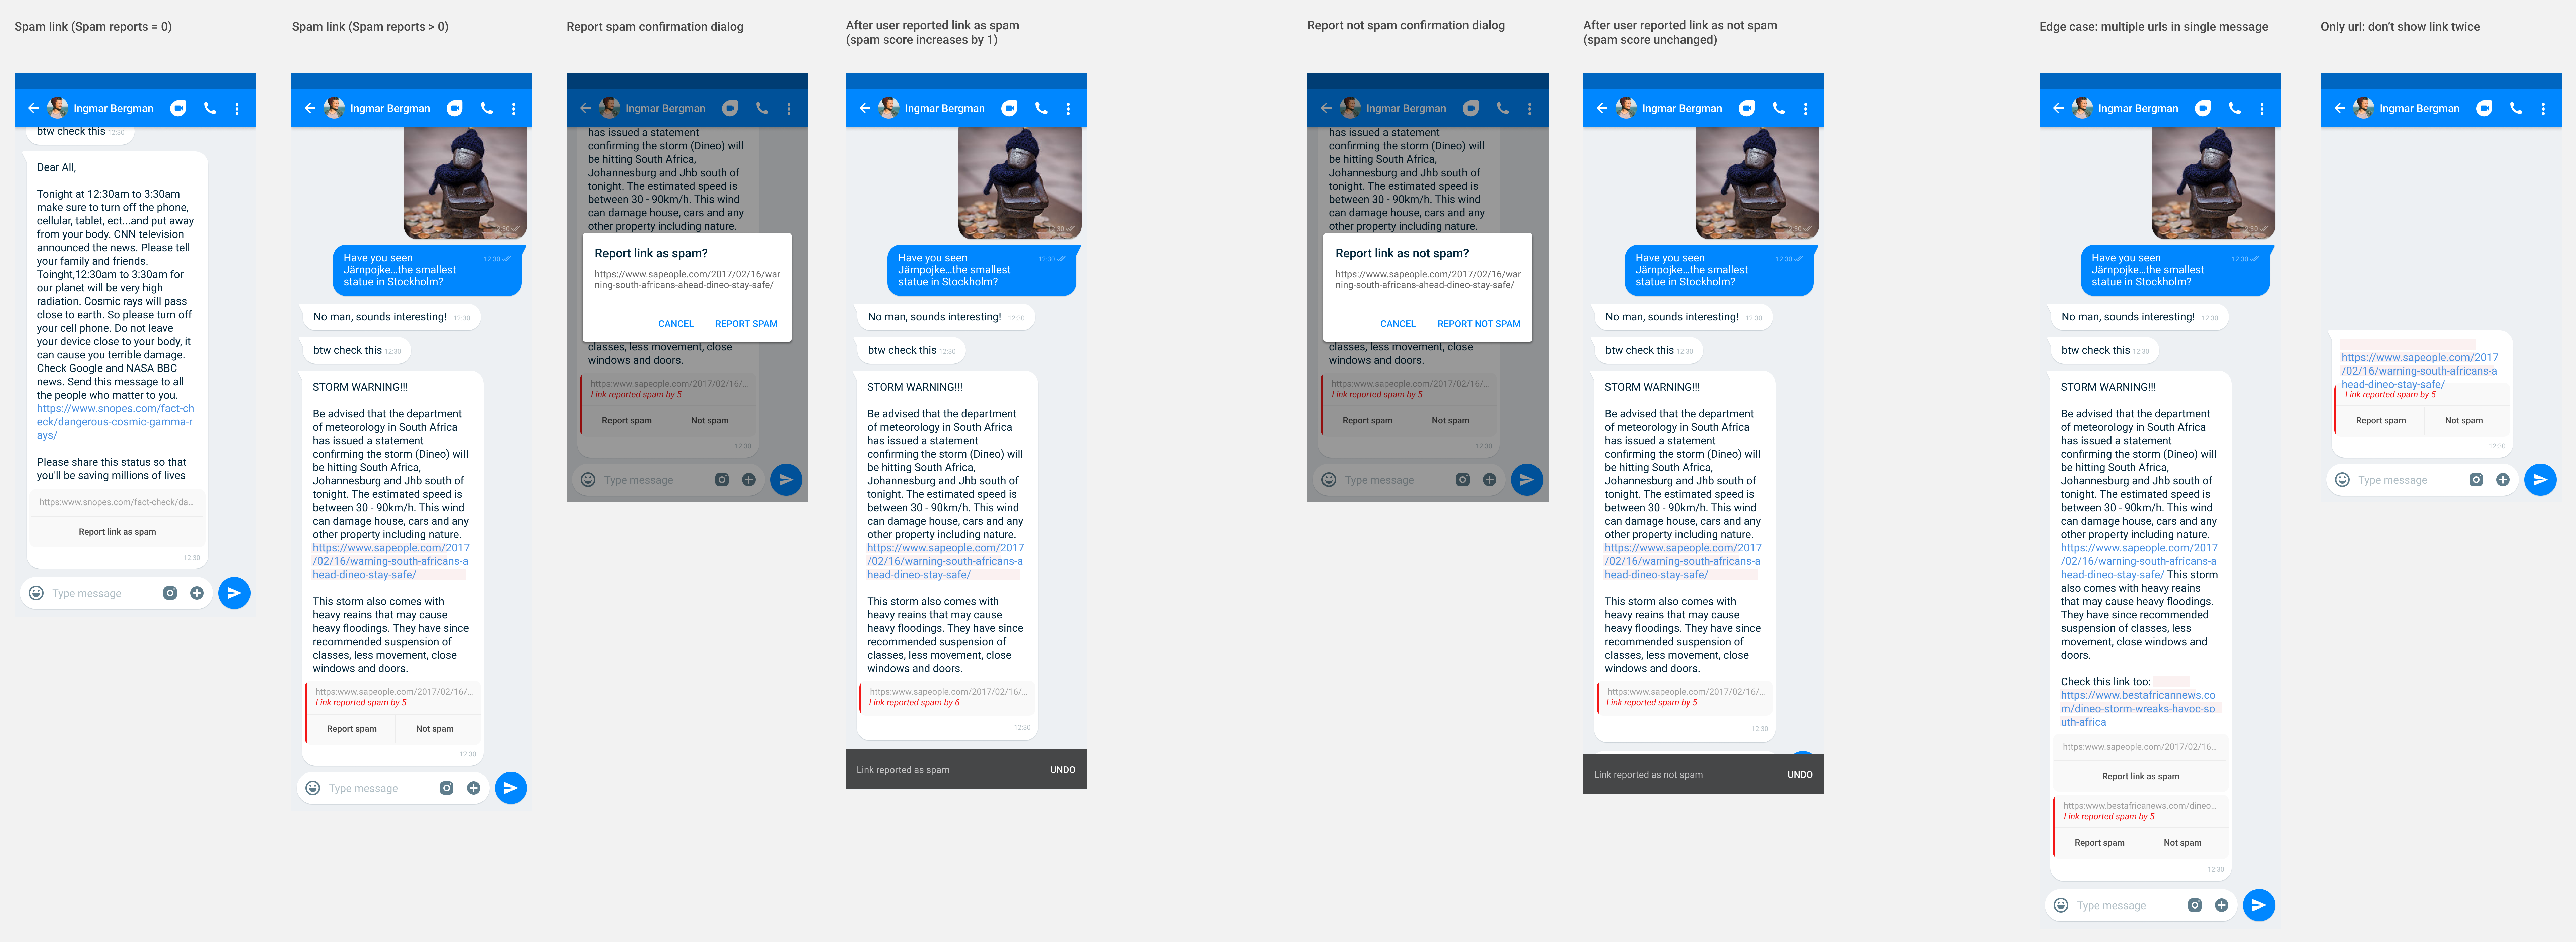 Spam link (Spam reports = 0)
Ingmar Bergman
btw check this 12:30
Dear All,
Tonight at 12:30am to 3:30am
make sure to turn off the phone,
cellular, tablet, ect...and put away
from your body. CNN television
announced the news. Please tell
your family and friends.
Toinght,12:30am to 3:30am for
our planet will be very high
radiation. Cosmic rays will pass
close to earth. So please turn off
your cell phone. Do not leave
your device close to your body, it
can cause you terrible damage.
Check Google and NASA BBC
news. Send this message to all
the people who matter to you.
https://www.snopes.com/fact-ch
eck/dangerous-cosmic-gamma-r
ays/
Please share this status so that
you'll be saving millions of lives
https:www.snopes.com/fact-check/da...
Report link as spam
12:30
Type message
Spam link (Spam reports > 0)
Ingmar Bergman
12:30
Have you seen 12:30
Järnpojke...the smallest
statue in Stockholm?
No man, sounds interesting! 12:30
btw check this 12:30
STORM WARNING!!!
Be advised that the department
of meteorology in South Africa
has issued a statement
confirming the storm (Dineo) will
be hitting South Africa,
Johannesburg and Jhb south of
tonight. The estimated speed is
between 30 - 90km/h. This wind
can damage house, cars and any
other property including nature.
https://www.sapeople.com/2017
/02/16/warning-south-africans-a
head-dineo-stay-safe/
This storm also comes with
heavy reains that may cause
heavy floodings. They have since
recommended suspension of
classes, less movement, close
windows and doors.
https:www.sapeople.com/2017/02/16/...
Link reported spam by 5
Report spam Not spam
12:30
Type message
Report spam confirmation dialog
Ingmar Bergman
has issued a statement
confirming the storm (Dineo) will
be hitting South Africa,
Johannesburg and Jhb south of
tonight. The estimated speed is
between 30 - 90km/h. This wind
can damage house, cars and any
other property including nature.
Report link as spam?
https://www.sapeople.com/2017/02/16/war
ning-south-africans-ahead-dineo-stay-safe/
CANCEL REPORT SPAM
classes, less movement, close
windows and doors.
https:www.sapeople.com/2017/02/16/...
Link reported spam by 5
Report spam Not spam
12:30
Type message
After user reported link as spam
(spam score increases by 1)
Ingmar Bergman
12:30
Have you seen 12:30
Järnpojke...the smallest
statue in Stockholm?
No man, sounds interesting! 12:30
btw check this 12:30
STORM WARNING!!!
Be advised that the department
of meteorology in South Africa
has issued a statement
confirming the storm (Dineo) will
be hitting South Africa,
Johannesburg and Jhb south of
tonight. The estimated speed is
between 30 - 90km/h. This wind
can damage house, cars and any
other property including nature.
https://www.sapeople.com/2017
/02/16/warning-south-africans-a
head-dineo-stay-safe/
This storm also comes with
heavy reains that may cause
heavy floodings. They have since
recommended suspension of
classes, less movement, close
windows and doors.
https:www.sapeople.com/2017/02/16/...
Link reported spam by 6
12:30
Link reported as spam UNDO
Report not spam confirmation dialog
Ingmar Bergman
has issued a statement
confirming the storm (Dineo) will
be hitting South Africa,
Johannesburg and Jhb south of
tonight. The estimated speed is
between 30 - 90km/h. This wind
can damage house, cars and any
other property including nature.
Report link as not spam?
https://www.sapeople.com/2017/02/16/war
ning-south-africans-ahead-dineo-stay-safe/
CANCEL REPORT NOT SPAM
classes, less movement, close
windows and doors.
https:www.sapeople.com/2017/02/16/...
Link reported spam by 5
Report spam Not spam
12:30
Type message
After user reported link as not spam
(spam score unchanged)
Ingmar Bergman
12:30
Have you seen 12:30
Järnpojke...the smallest
statue in Stockholm?
No man, sounds interesting! 12:30
btw check this 12:30
STORM WARNING!!!
Be advised that the department
of meteorology in South Africa
has issued a statement
confirming the storm (Dineo) will
be hitting South Africa,
Johannesburg and Jhb south of
tonight. The estimated speed is
between 30 - 90km/h. This wind
can damage house, cars and any
other property including nature.
https://www.sapeople.com/2017
/02/16/warning-south-africans-a
head-dineo-stay-safe/
This storm also comes with
heavy reains that may cause
heavy floodings. They have since
recommended suspension of
classes, less movement, close
windows and doors.
https:www.sapeople.com/2017/02/16/...
Link reported spam by 5
12:30
Link reported as not spam UNDO
Edge case: multiple urls in single message
Ingmar Bergman
12:30
Have you seen 12:30
Järnpojke...the smallest
statue in Stockholm?
No man, sounds interesting! 12:30
btw check this 12:30
STORM WARNING!!!
Be advised that the department
of meteorology in South Africa
has issued a statement
confirming the storm (Dineo) will
be hitting South Africa,
Johannesburg and Jhb south of
tonight. The estimated speed is
between 30 - 90km/h. This wind
can damage house, cars and any
other property including nature.
https://www.sapeople.com/2017
/02/16/warning-south-africans-a
head-dineo-stay-safe/ This storm
also comes with heavy reains
that may cause heavy floodings.
They have since recommended
suspension of classes, less
movement, close windows and
doors.
Check this link too:
https://www.bestafricannews.co
m/dineo-storm-wreaks-havoc-so
uth-africa
https:www.sapeople.com/2017/02/16...
Report link as spam
https:www.bestafricanews.com/dineo...
Link reported spam by 5
Report spam Not spam
12:30
Type message
Only url: don't show link twice
Ingmar Bergman
https://www.sapeople.com/2017
/02/16/warning-south-africans-a
head-dineo-stay-safe/
Link reported spam by 5
Report spam Not spam
12:30
Type message